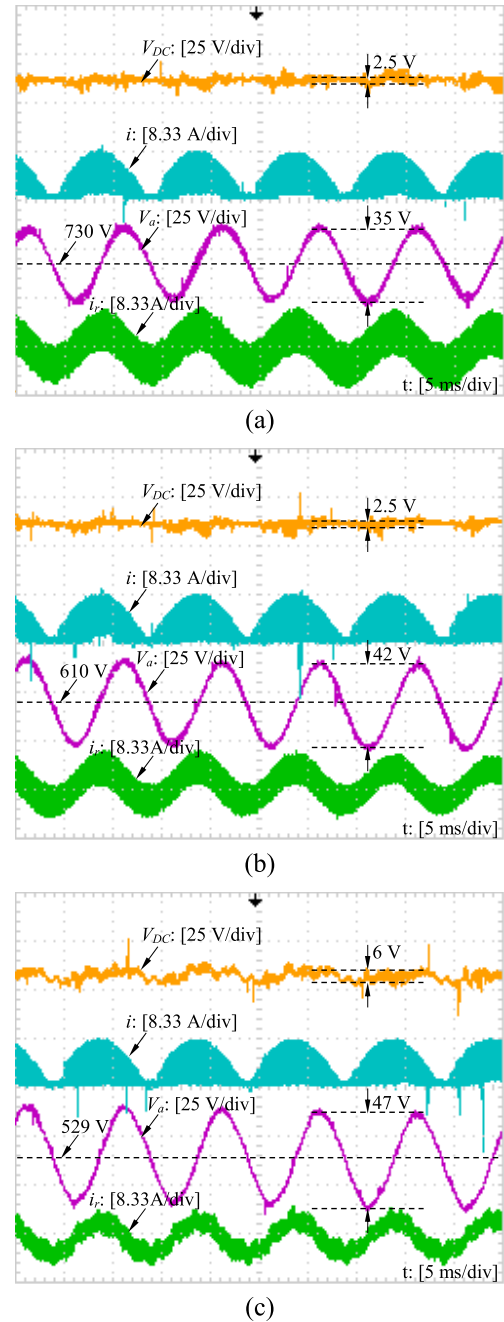 V_DC: [25 V/div]
2.5 V
i: [8.33 A/div]
V_a: [25 V/div]
35 V
730 V
i_r: [8.33A/div]
t: [5 ms/div]
(a)
V_DC: [25 V/div]
2.5 V
i: [8.33 A/div]
V_a: [25 V/div]
42 V
610 V
i_r: [8.33A/div]
t: [5 ms/div]
(b)
V_DC: [25 V/div]
6 V
i: [8.33 A/div]
V_a: [25 V/div]
47 V
529 V
i_r: [8.33A/div]
t: [5 ms/div]
(c)